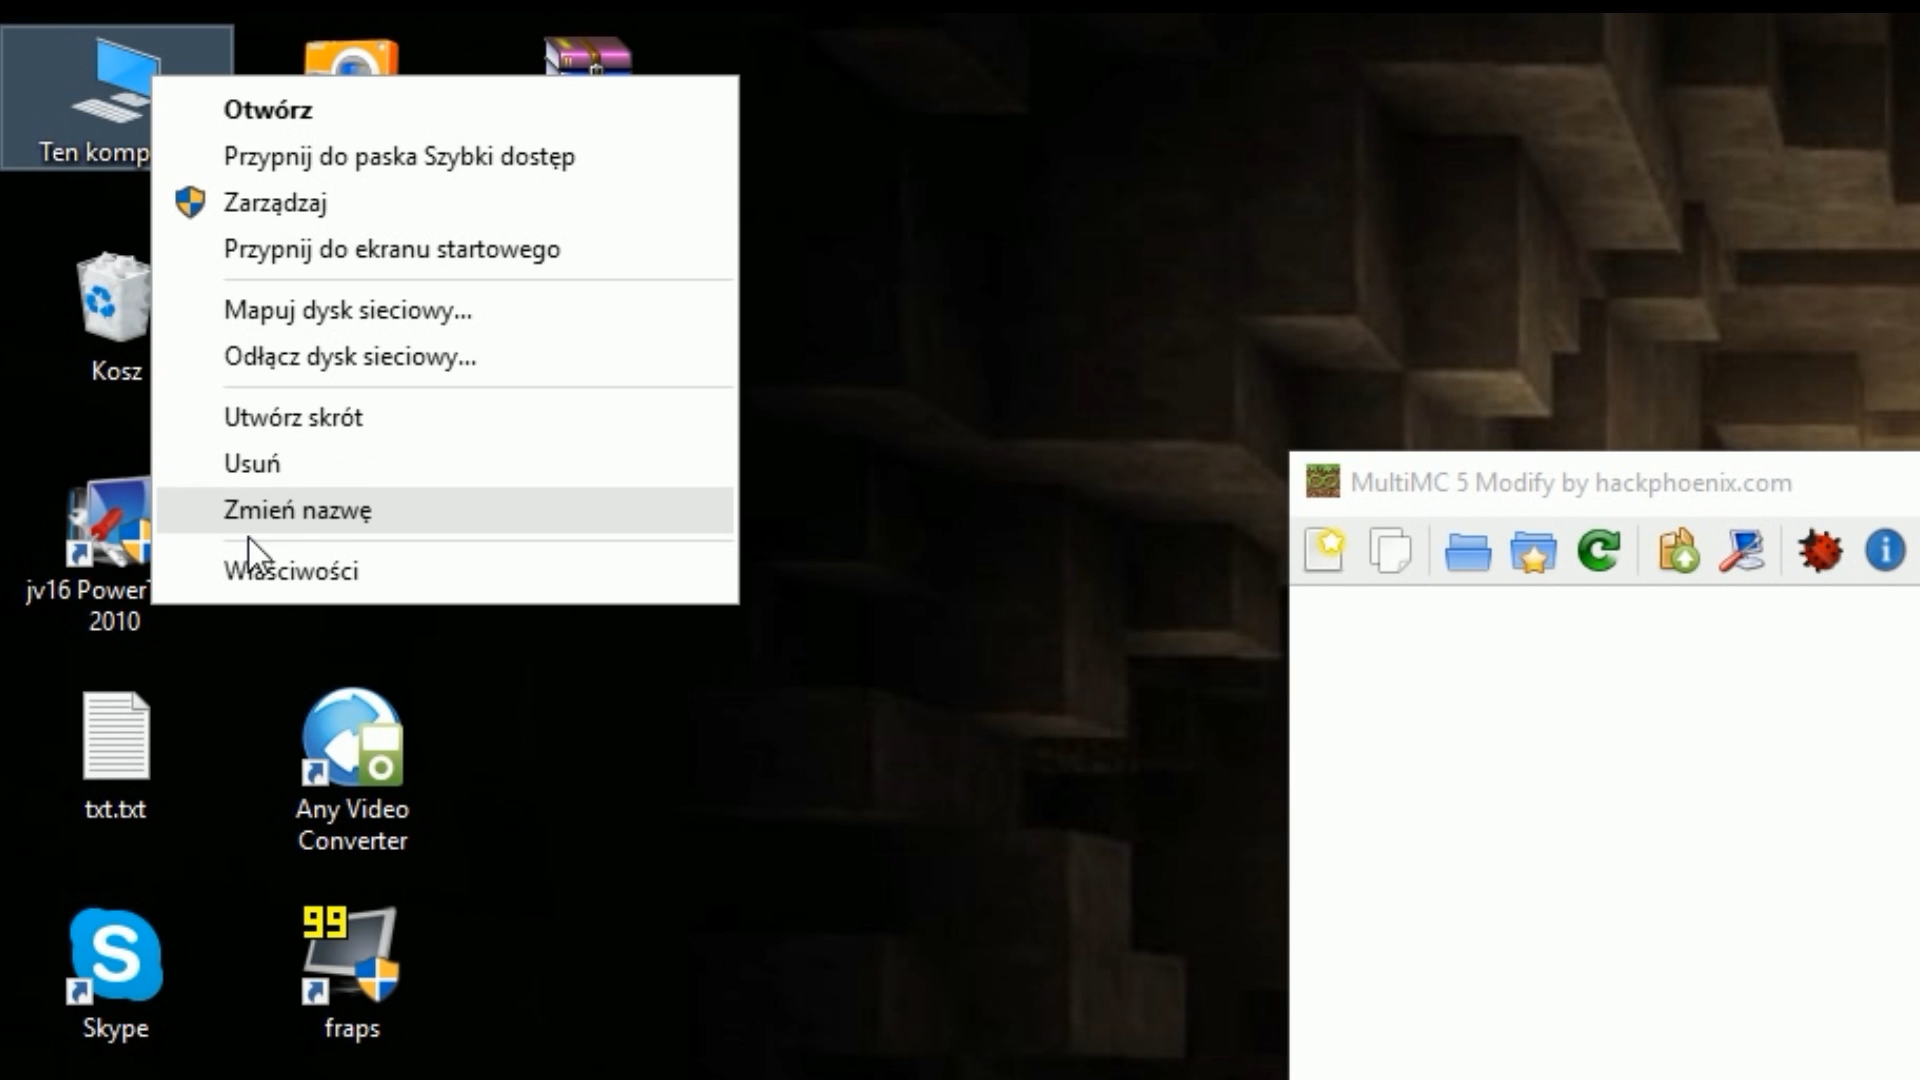 Ten komp
Otwórz
Przypnij do paska Szybki dostęp
Zarządzaj
Przypnij do ekranu startowego
Mapuj dysk sieciowy...
Odłącz dysk sieciowy...
Utwórz skrót
Usuń
Zmień nazwę
Właściwości
Kosz
jv16 Power
2010
txt.txt
Any Video
Converter
Skype
99
fraps
MultiMC 5 Modify by hackphoenix.com